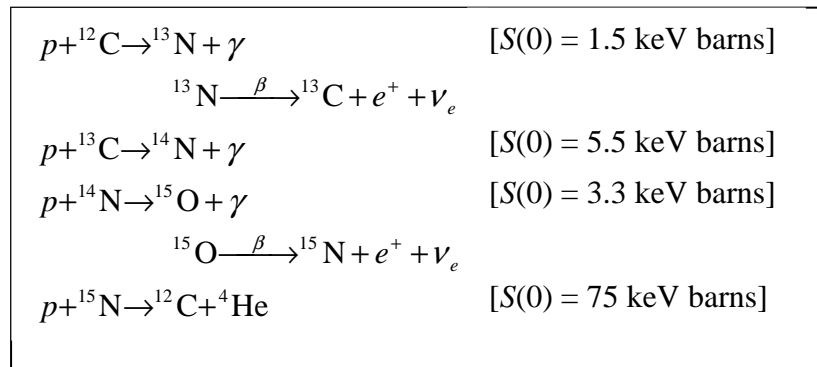 p+¹²C→¹³N+γ [S(0) = 1.5 keV barns]
¹³N—β→¹³C+e⁺+νₑ
p+¹³C→¹⁴N+γ [S(0) = 5.5 keV barns]
p+¹⁴N→¹⁵O+γ [S(0) = 3.3 keV barns]
¹⁵O—β→¹⁵N+e⁺+νₑ
p+¹⁵N→¹²C+⁴He [S(0) = 75 keV barns]